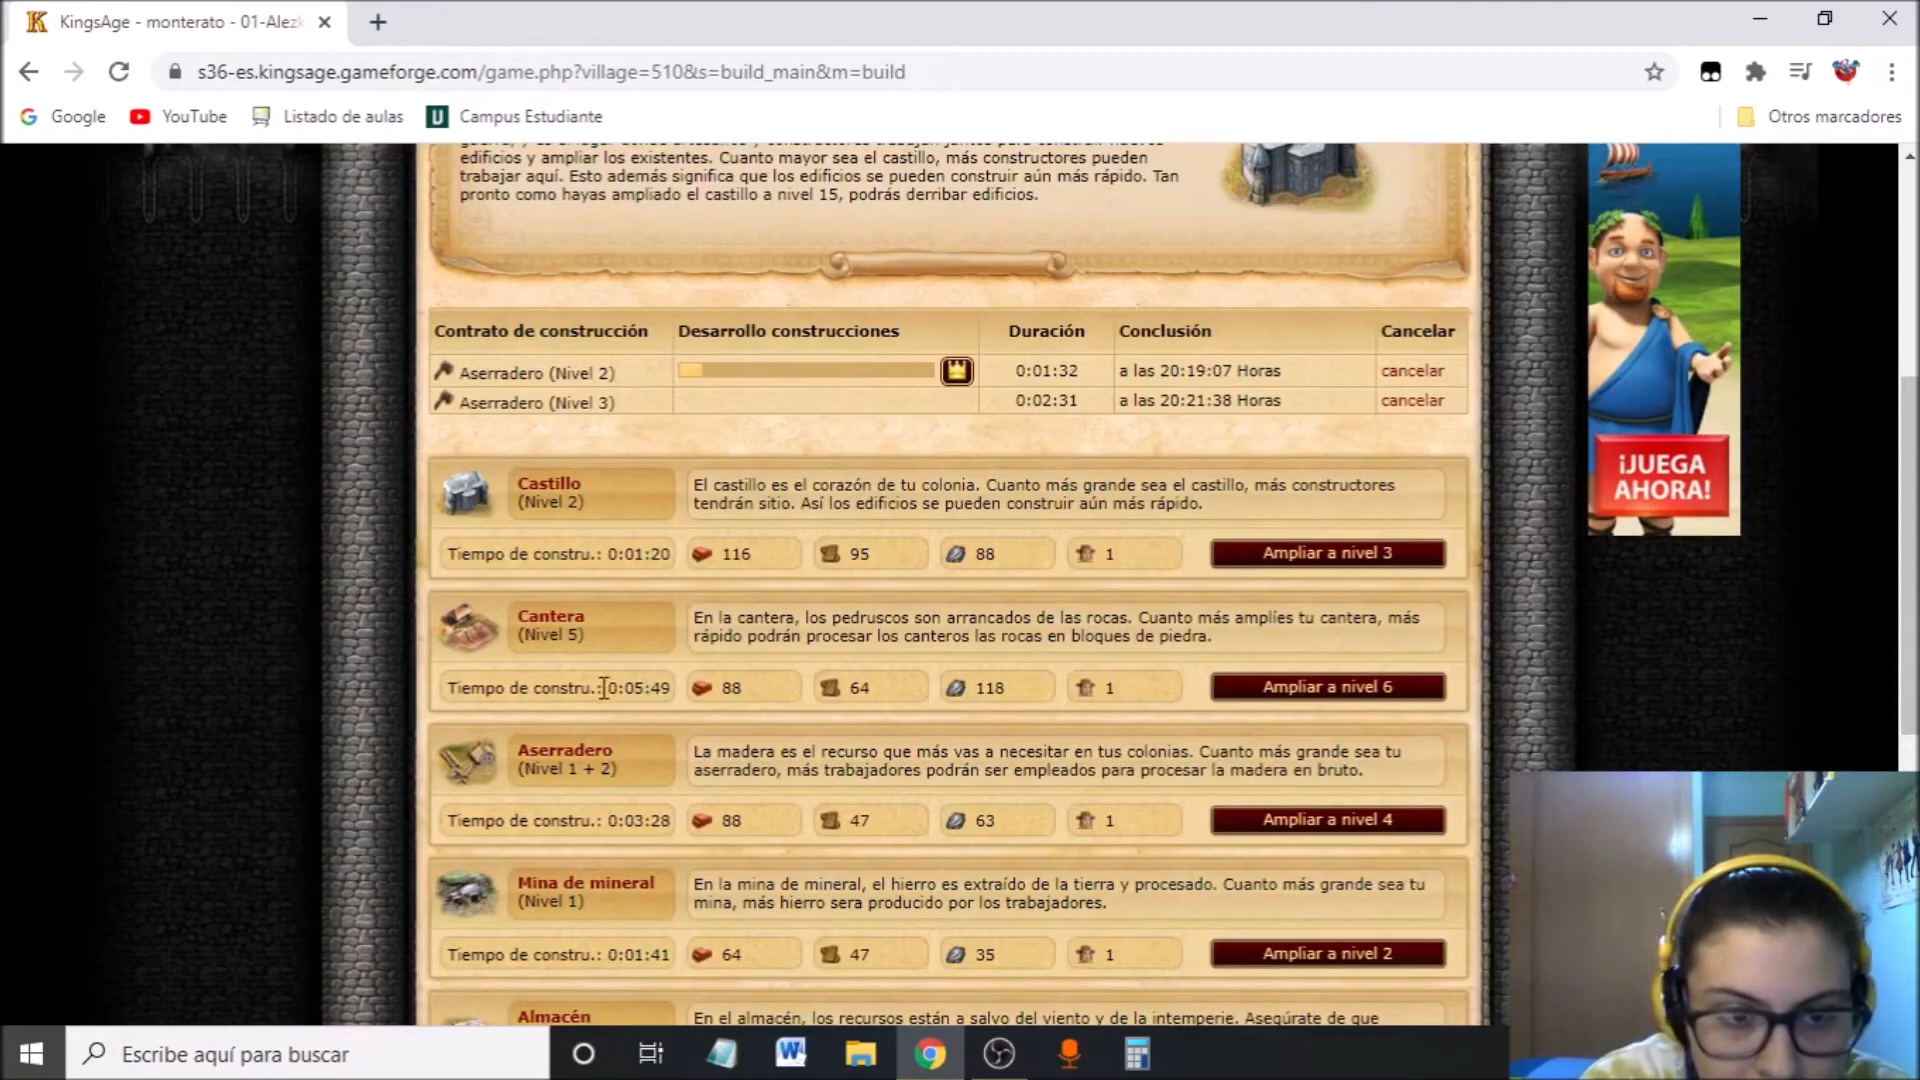 KingsAge - monterato - 01-Alez
s36-es.kingsage.gameforge.com/game.php?village=510&s=build_main&m=build
Google
YouTube
Listado de aulas
Campus Estudiante
Otros marcadores
edificios y ampliar los existentes. Cuanto mayor sea el castillo, más constructores pueden
trabajar aquí. Esto además significa que los edificios se pueden construir aún más rápido. Tan
pronto como hayas ampliado el castillo a nivel 15, podrás derribar edificios.
Contrato de construcción Desarrollo construcciones Duración Conclusión Cancelar
Aserradero (Nivel 2) 0:01:32 a las 20:19:07 Horas cancelar
Aserradero (Nivel 3) 0:02:31 a las 20:21:38 Horas cancelar
Castillo
(Nivel 2)
El castillo es el corazón de tu colonia. Cuanto más grande sea el castillo, más constructores
tendrán sitio. Así los edificios se pueden construir aún más rápido.
Tiempo de constru.: 0:01:20 116 95 88 1 Ampliar a nivel 3
Cantera
(Nivel 5)
En la cantera, los pedruscos son arrancados de las rocas. Cuanto más amplíes tu cantera, más
rápido podrán procesar los canteros las rocas en bloques de piedra.
Tiempo de constru.: 0:05:49 88 64 118 1 Ampliar a nivel 6
Aserradero
(Nivel 1 + 2)
La madera es el recurso que más vas a necesitar en tus colonias. Cuanto más grande sea tu
aserradero, más trabajadores podrán ser empleados para procesar la madera en bruto.
Tiempo de constru.: 0:03:28 88 47 63 1 Ampliar a nivel 4
Mina de mineral
(Nivel 1)
En la mina de mineral, el hierro es extraído de la tierra y procesado. Cuanto más grande sea tu
mina, más hierro sera producido por los trabajadores.
Tiempo de constru.: 0:01:41 64 47 35 1 Ampliar a nivel 2
Almacén
En el almacén, los recursos están a salvo del viento y de la intemperie. Asegúrate de que
¡JUEGA
AHORA!
Escribe aquí para buscar